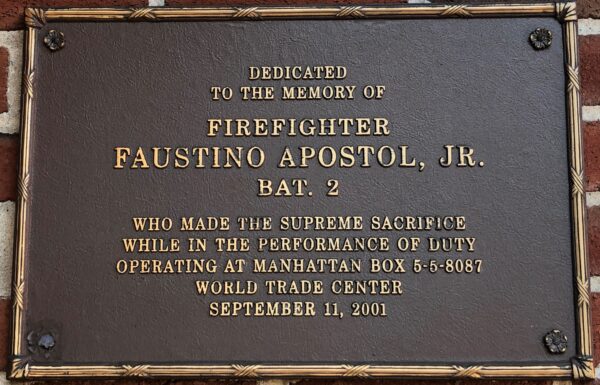 DEDICATED
TO THE MEMORY OF
FIREFIGHTER
FAUSTINO APOSTOL, JR.
BAT. 2
WHO MADE THE SUPREME SACRIFICE
WHILE IN THE PERFORMANCE OF DUTY
OPERATING AT MANHATTAN BOX 5-5-8087
WORLD TRADE CENTER
SEPTEMBER 11, 2001